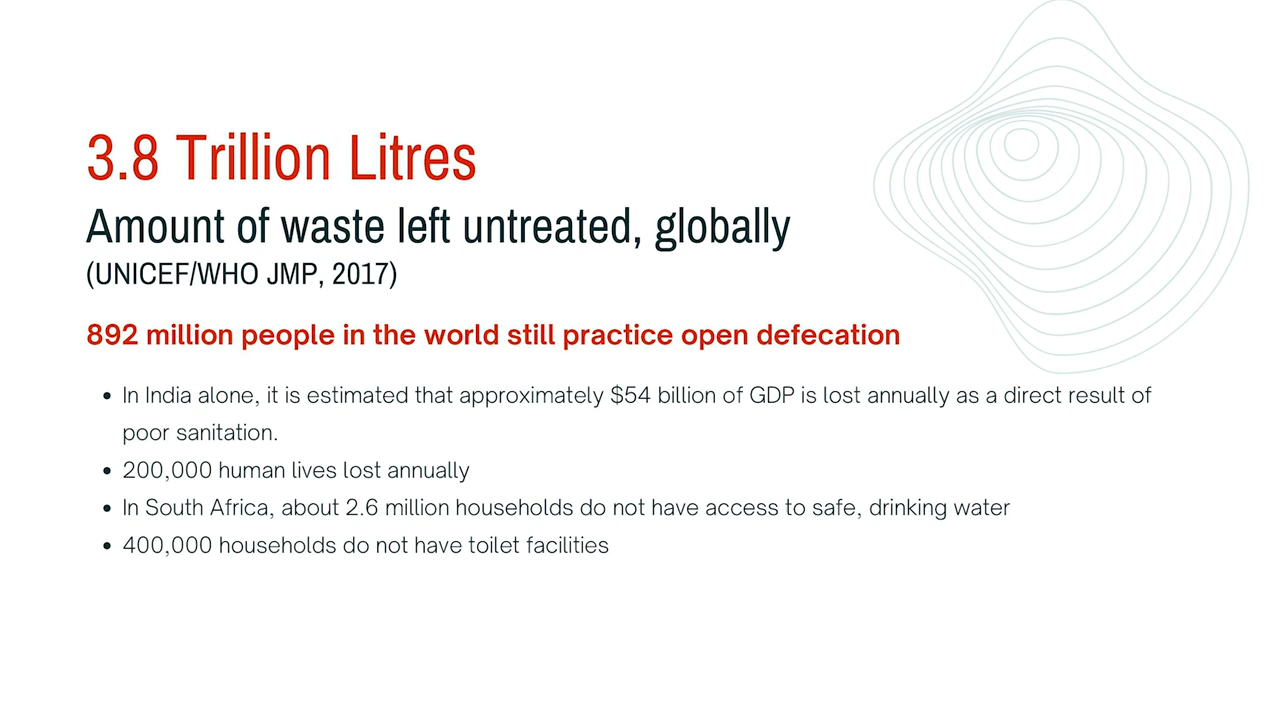 3.8 Trillion Litres
Amount of waste left untreated, globally
(UNICEF/WHO JMP, 2017)
892 million people in the world still practice open defecation
• In India alone, it is estimated that approximately $54 billion of GDP is lost annually as a direct result of
poor sanitation.
• 200,000 human lives lost annually
• In South Africa, about 2.6 million households do not have access to safe, drinking water
• 400,000 households do not have toilet facilities